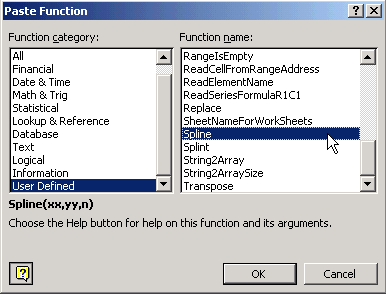 Paste Function
Function category:
All
Financial
Date & Time
Math & Trig
Statistical
Lookup & Reference
Database
Text
Logical
Information
User Defined
Function name:
RangeIsEmpty
ReadCellFromRangeAddress
ReadElementName
ReadSeriesFormulaR1C1
Replace
SheetNameForWorkSheets
Spline
Splint
String2Array
String2ArraySize
Transpose
Spline(xx,yy,n)
Choose the Help button for help on this function and its arguments.
OK
Cancel